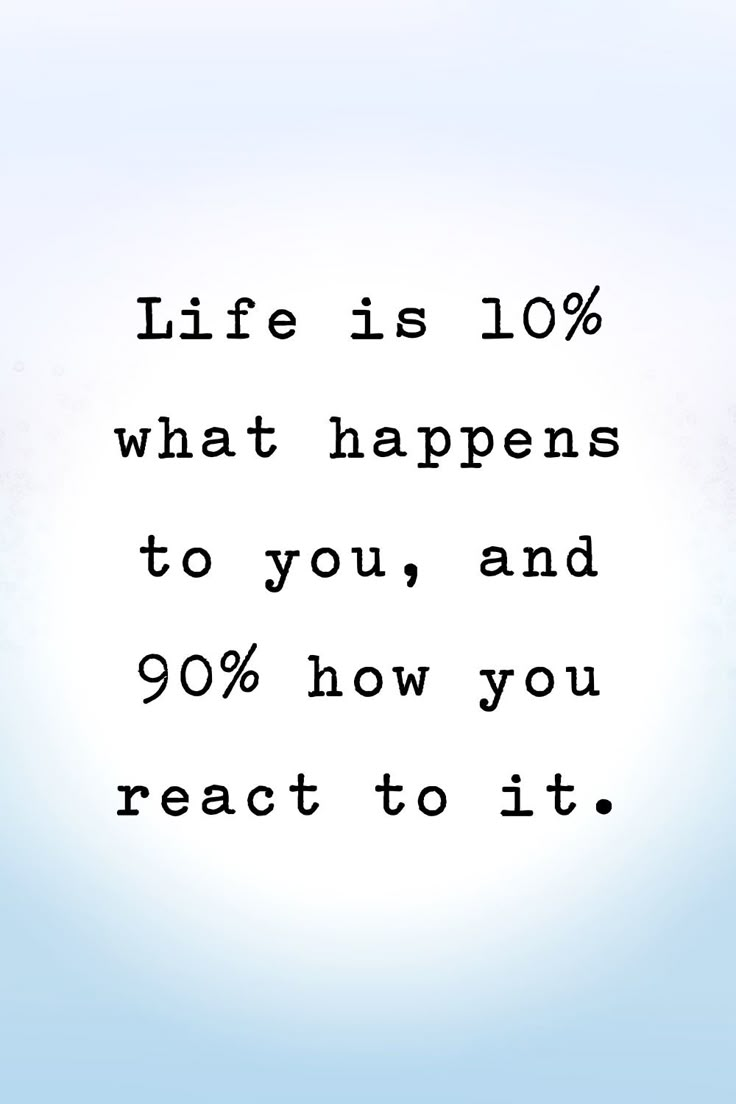 Life is 10%
what happens
to you, and
90% how you
react to it.